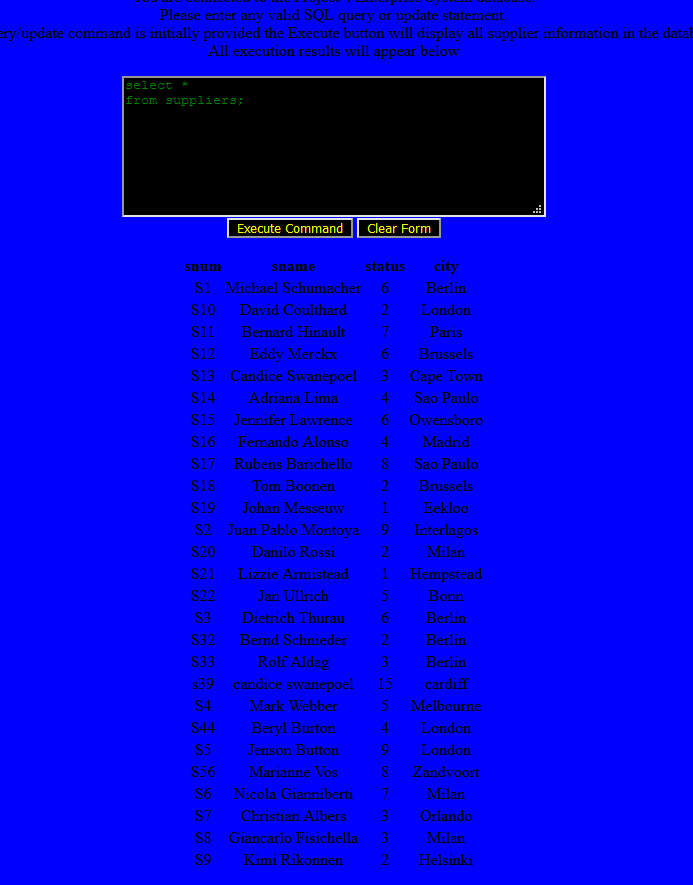 Please enter any valid SQL query or update statement.
ry/update command is initially provided the Execute button will display all supplier information in the datab
All execution results will appear below
select *
from suppliers;
Execute Command Clear Form
snum sname status city
S1 Michael Schumacher 6 Berlin
S10 David Coulthard 2 London
S11 Bernard Hinault 7 Paris
S12 Eddy Merckx 6 Brussels
S13 Candice Swanepoel 3 Cape Town
S14 Adriana Lima 4 Sao Paulo
S15 Jennifer Lawrence 6 Owensboro
S16 Fernando Alonso 4 Madrid
S17 Rubens Barichello 8 Sao Paulo
S18 Tom Boonen 2 Brussels
S19 Johan Messeuw 1 Eekloo
S2 Juan Pablo Montoya 9 Interlagos
S20 Danilo Rossi 2 Milan
S21 Lizzie Armistead 1 Hempstead
S22 Jan Ullrich 5 Bonn
S3 Dietrich Thurau 6 Berlin
S32 Bernd Schnieder 2 Berlin
S33 Rolf Aldag 3 Berlin
s39 candice swanepoel 15 cardiff
S4 Mark Webber 5 Melbourne
S44 Beryl Burton 4 London
S5 Jenson Button 9 London
S56 Marianne Vos 8 Zandvoort
S6 Nicola Gianniberti 7 Milan
S7 Christian Albers 3 Orlando
S8 Giancarlo Fisichella 3 Milan
S9 Kimi Rikonnen 2 Helsinki